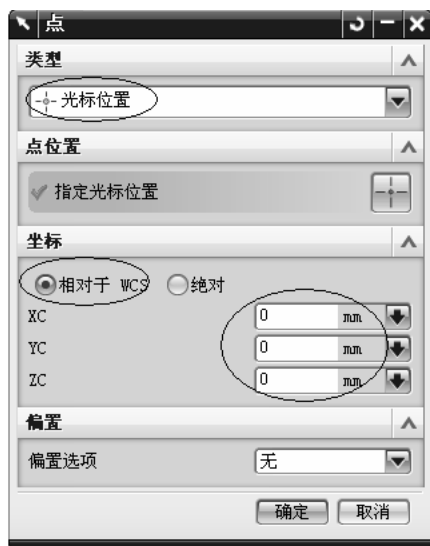 点
类型
光标位置
点位置
指定光标位置
坐标
相对于 WCS 绝对
XC 0 mm
YC 0 mm
ZC 0 mm
偏置
偏置选项 无
确定 取消